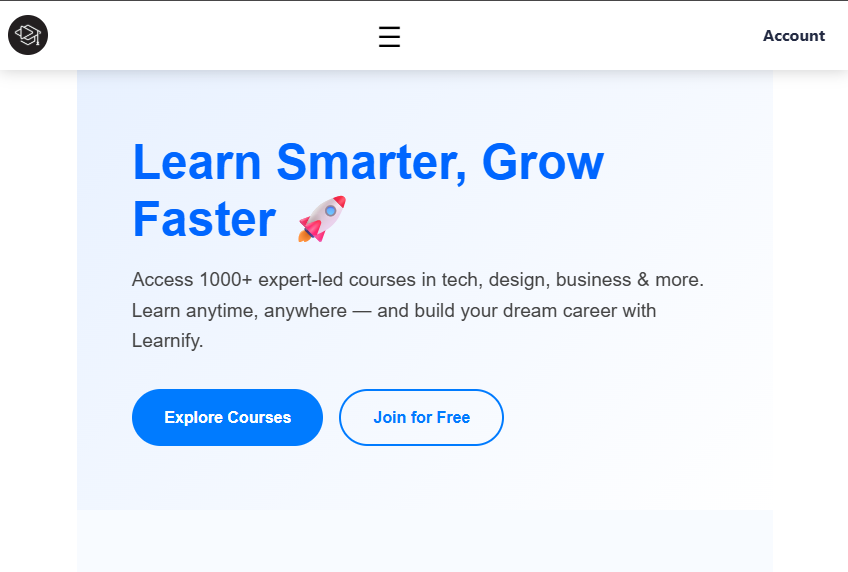 ☰
Account
Learn Smarter, Grow
Faster 🚀
Access 1000+ expert-led courses in tech, design, business & more.
Learn anytime, anywhere — and build your dream career with
Learnify.
Explore Courses
Join for Free